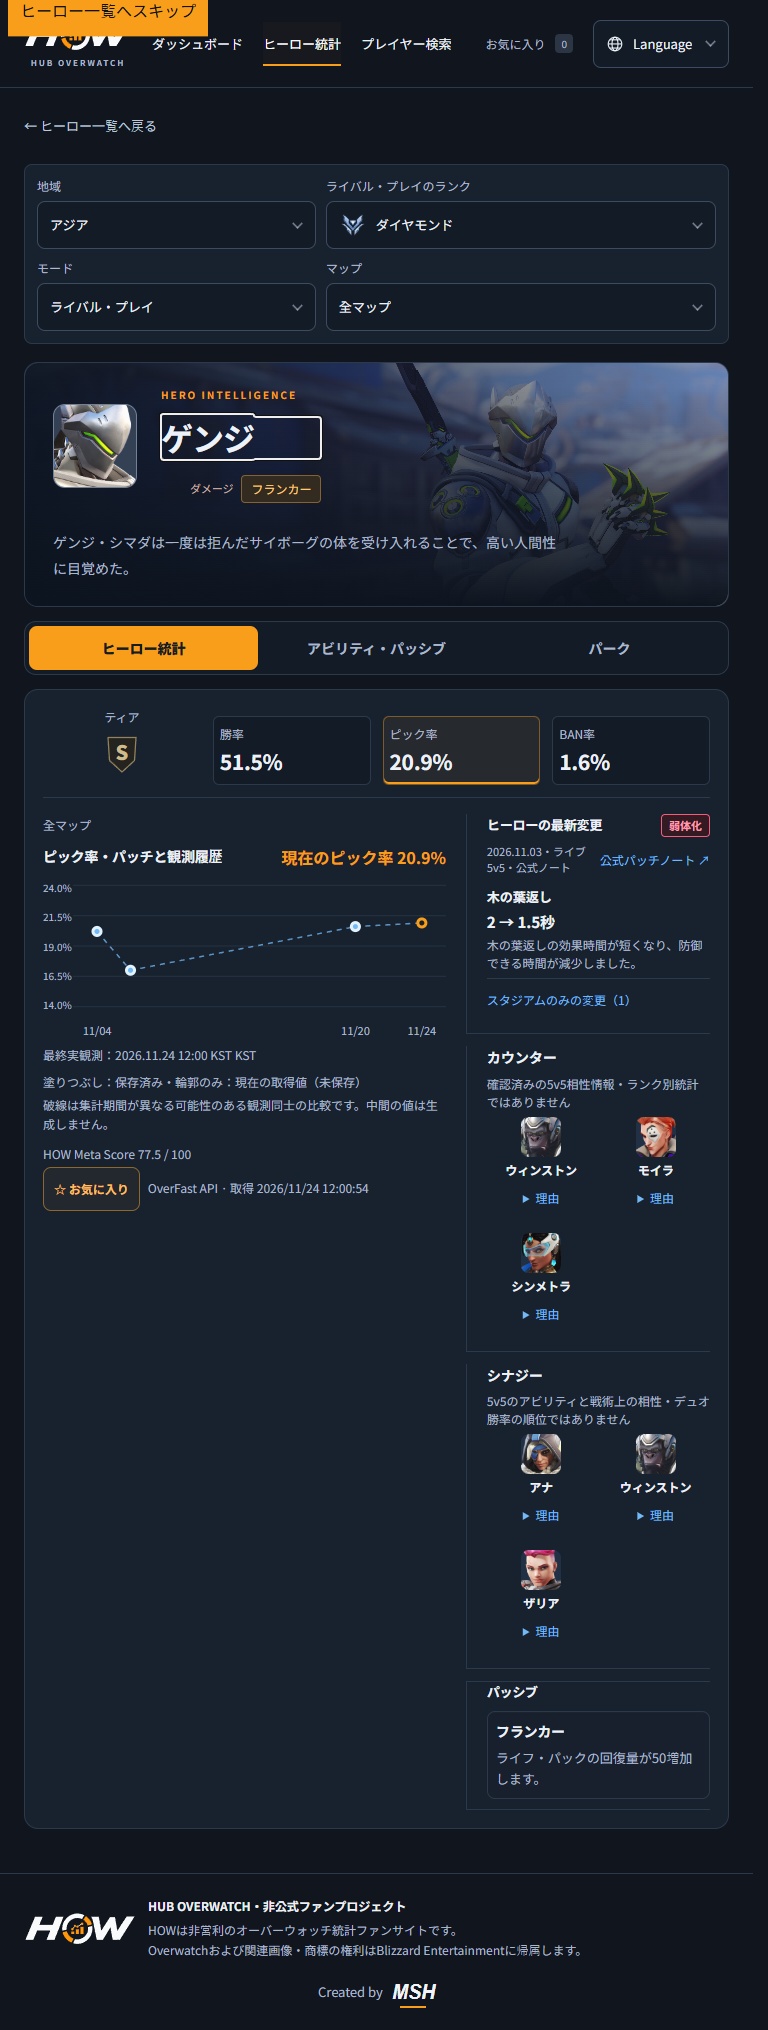 ヒーロー一覧へスキップ
HOW
HUB OVERWATCH
ダッシュボード
ヒーロー統計
プレイヤー検索
お気に入り 0
Language
← ヒーロー一覧へ戻る
地域
ライバル・プレイのランク
アジア
ダイヤモンド
モード
マップ
ライバル・プレイ
全マップ
HERO INTELLIGENCE
ゲンジ
ダメージ
フランカー
ゲンジ・シマダは一度は拒んだサイボーグの体を受け入れることで、高い人間性
に目覚めた。
ヒーロー統計
アビリティ・パッシブ
パーク
ティア
S
勝率
51.5%
ピック率
20.9%
BAN率
1.6%
全マップ
ピック率・パッチと観測履歴
現在のピック率 20.9%
24.0%
21.5%
19.0%
16.5%
14.0%
11/04
11/20
11/24
最終実観測：2026.11.24 12:00 KST KST
塗りつぶし：保存済み・輪郭のみ：現在の取得値（未保存）
破線は集計期間が異なる可能性のある観測同士の比較です。中間の値は生
成しません。
HOW Meta Score 77.5 / 100
☆ お気に入り
OverFast API · 取得 2026/11/24 12:00:54
ヒーローの最新変更
弱体化
2026.11.03・ライブ
5v5・公式ノート
公式パッチノート ↗
木の葉返し
2 → 1.5秒
木の葉返しの効果時間が短くなり、防御
できる時間が減少しました。
スタジアムのみの変更（1）
カウンター
確認済みの5v5相性情報・ランク別統計
ではありません
ウィンストン
▶ 理由
モイラ
▶ 理由
シンメトラ
▶ 理由
シナジー
5v5のアビリティと戦術上の相性・デュオ
勝率の順位ではありません
アナ
▶ 理由
ウィンストン
▶ 理由
ザリア
▶ 理由
パッシブ
フランカー
ライフ・パックの回復量が50増加
します。
HOW
HUB OVERWATCH・非公式ファンプロジェクト
HOWは非営利のオーバーウォッチ統計ファンサイトです。
Overwatchおよび関連画像・商標の権利はBlizzard Entertainmentに帰属します。
Created by MSH